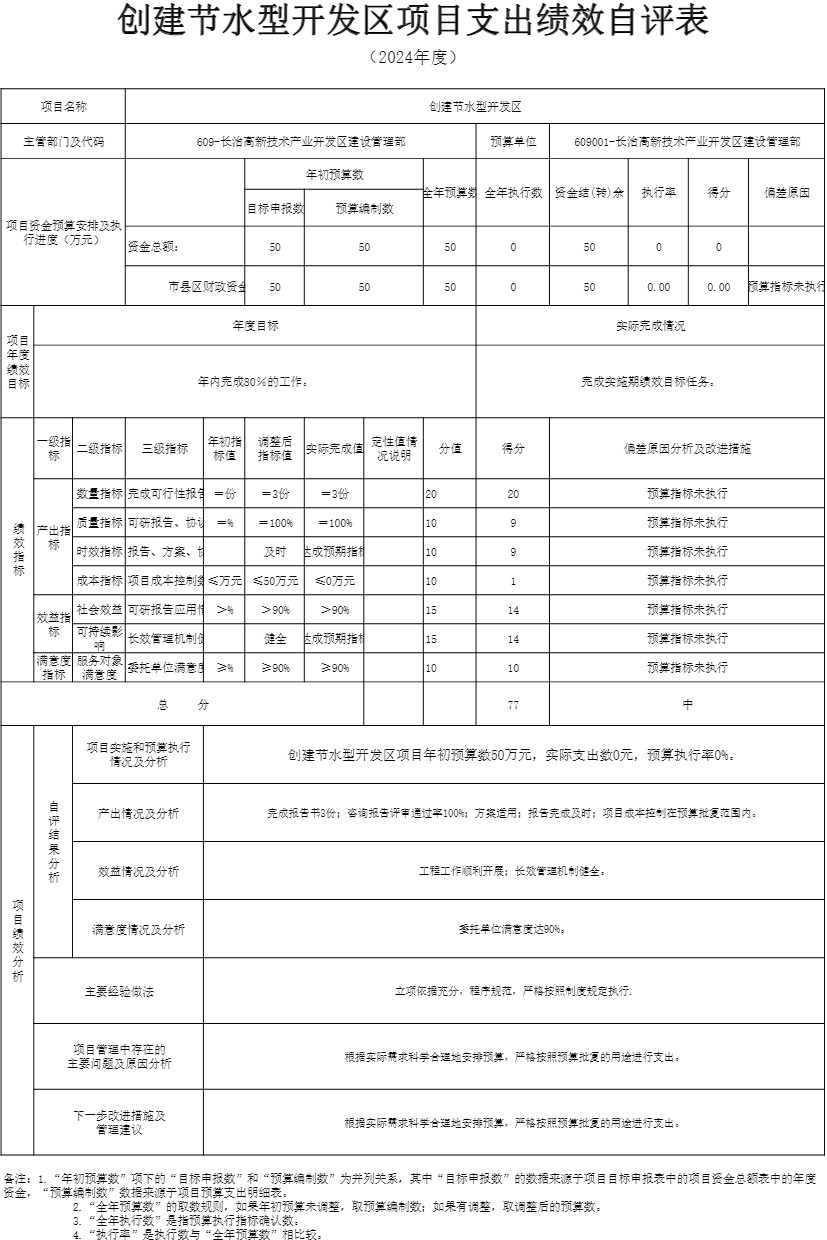 创建节水型开发区项目支出绩效自评表
（2024年度）
项目名称 创建节水型开发区
主管部门及代码 609-长治高新技术产业开发区建设管理部 预算单位 609001-长治高新技术产业开发区建设管理部
项目资金预算安排及执行进度（万元） 年初预算数 全年预算数 全年执行数 资金结(转)余 执行率 得分 偏差原因
目标申报数 预算编制数
资金总额： 50 50 50 0 50 0 0
市县区财政资金 50 50 50 0 50 0.00 0.00 预算指标未执行
项目年度绩效目标 年度目标 实际完成情况
年内完成80%的工作。 完成实施期绩效目标任务。
绩效指标 一级指标 二级指标 三级指标 年初指标值 调整后指标值 实际完成值 定性值情况说明 分值 得分 偏差原因分析及改进措施
产出指标 数量指标 完成可行性报告 ＝份 ＝3份 ＝3份 20 20 预算指标未执行
质量指标 可研报告、协议 ＝% ＝100% ＝100% 10 9 预算指标未执行
时效指标 报告、方案、协 及时 达成预期指标 10 9 预算指标未执行
成本指标 项目成本控制数 ≤万元 ≤50万元 ≤0万元 10 1 预算指标未执行
效益指标 社会效益 可研报告应用情 ＞% ＞90% ＞90% 15 14 预算指标未执行
可持续影响 长效管理机制健 健全 达成预期指标 15 14 预算指标未执行
满意度指标 服务对象满意度 委托单位满意度 ≥% ≥90% ≥90% 10 10 预算指标未执行
总 分 77 中
项目绩效分析 自评结果分析 项目实施和预算执行情况及分析 创建节水型开发区项目年初预算数50万元，实际支出数0元，预算执行率0%。
产出情况及分析 完成报告书3份；咨询报告评审通过率100%；方案适用；报告完成及时；项目成本控制在预算批复范围内。
效益情况及分析 工程工作顺利开展；长效管理机制健全。
满意度情况及分析 委托单位满意度达90%。
主要经验做法 立项依据充分，程序规范，严格按照制度规定执行.
项目管理中存在的主要问题及原因分析 根据实际需求科学合理地安排预算，严格按照预算批复的用途进行支出。
下一步改进措施及管理建议 根据实际需求科学合理地安排预算，严格按照预算批复的用途进行支出。
备注：1.“年初预算数”项下的“目标申报数”和“预算编制数”为并列关系，其中“目标申报数”的数据来源于项目目标申报表中的项目资金总额表中的年度
资金，“预算编制数”数据来源于项目预算支出明细表。
2.“全年预算数”的取数规则，如果年初预算未调整，取预算编制数；如果有调整，取调整后的预算数。
3.“全年执行数”是指预算执行指标确认数。
4.“执行率”是执行数与“全年预算数”相比较。